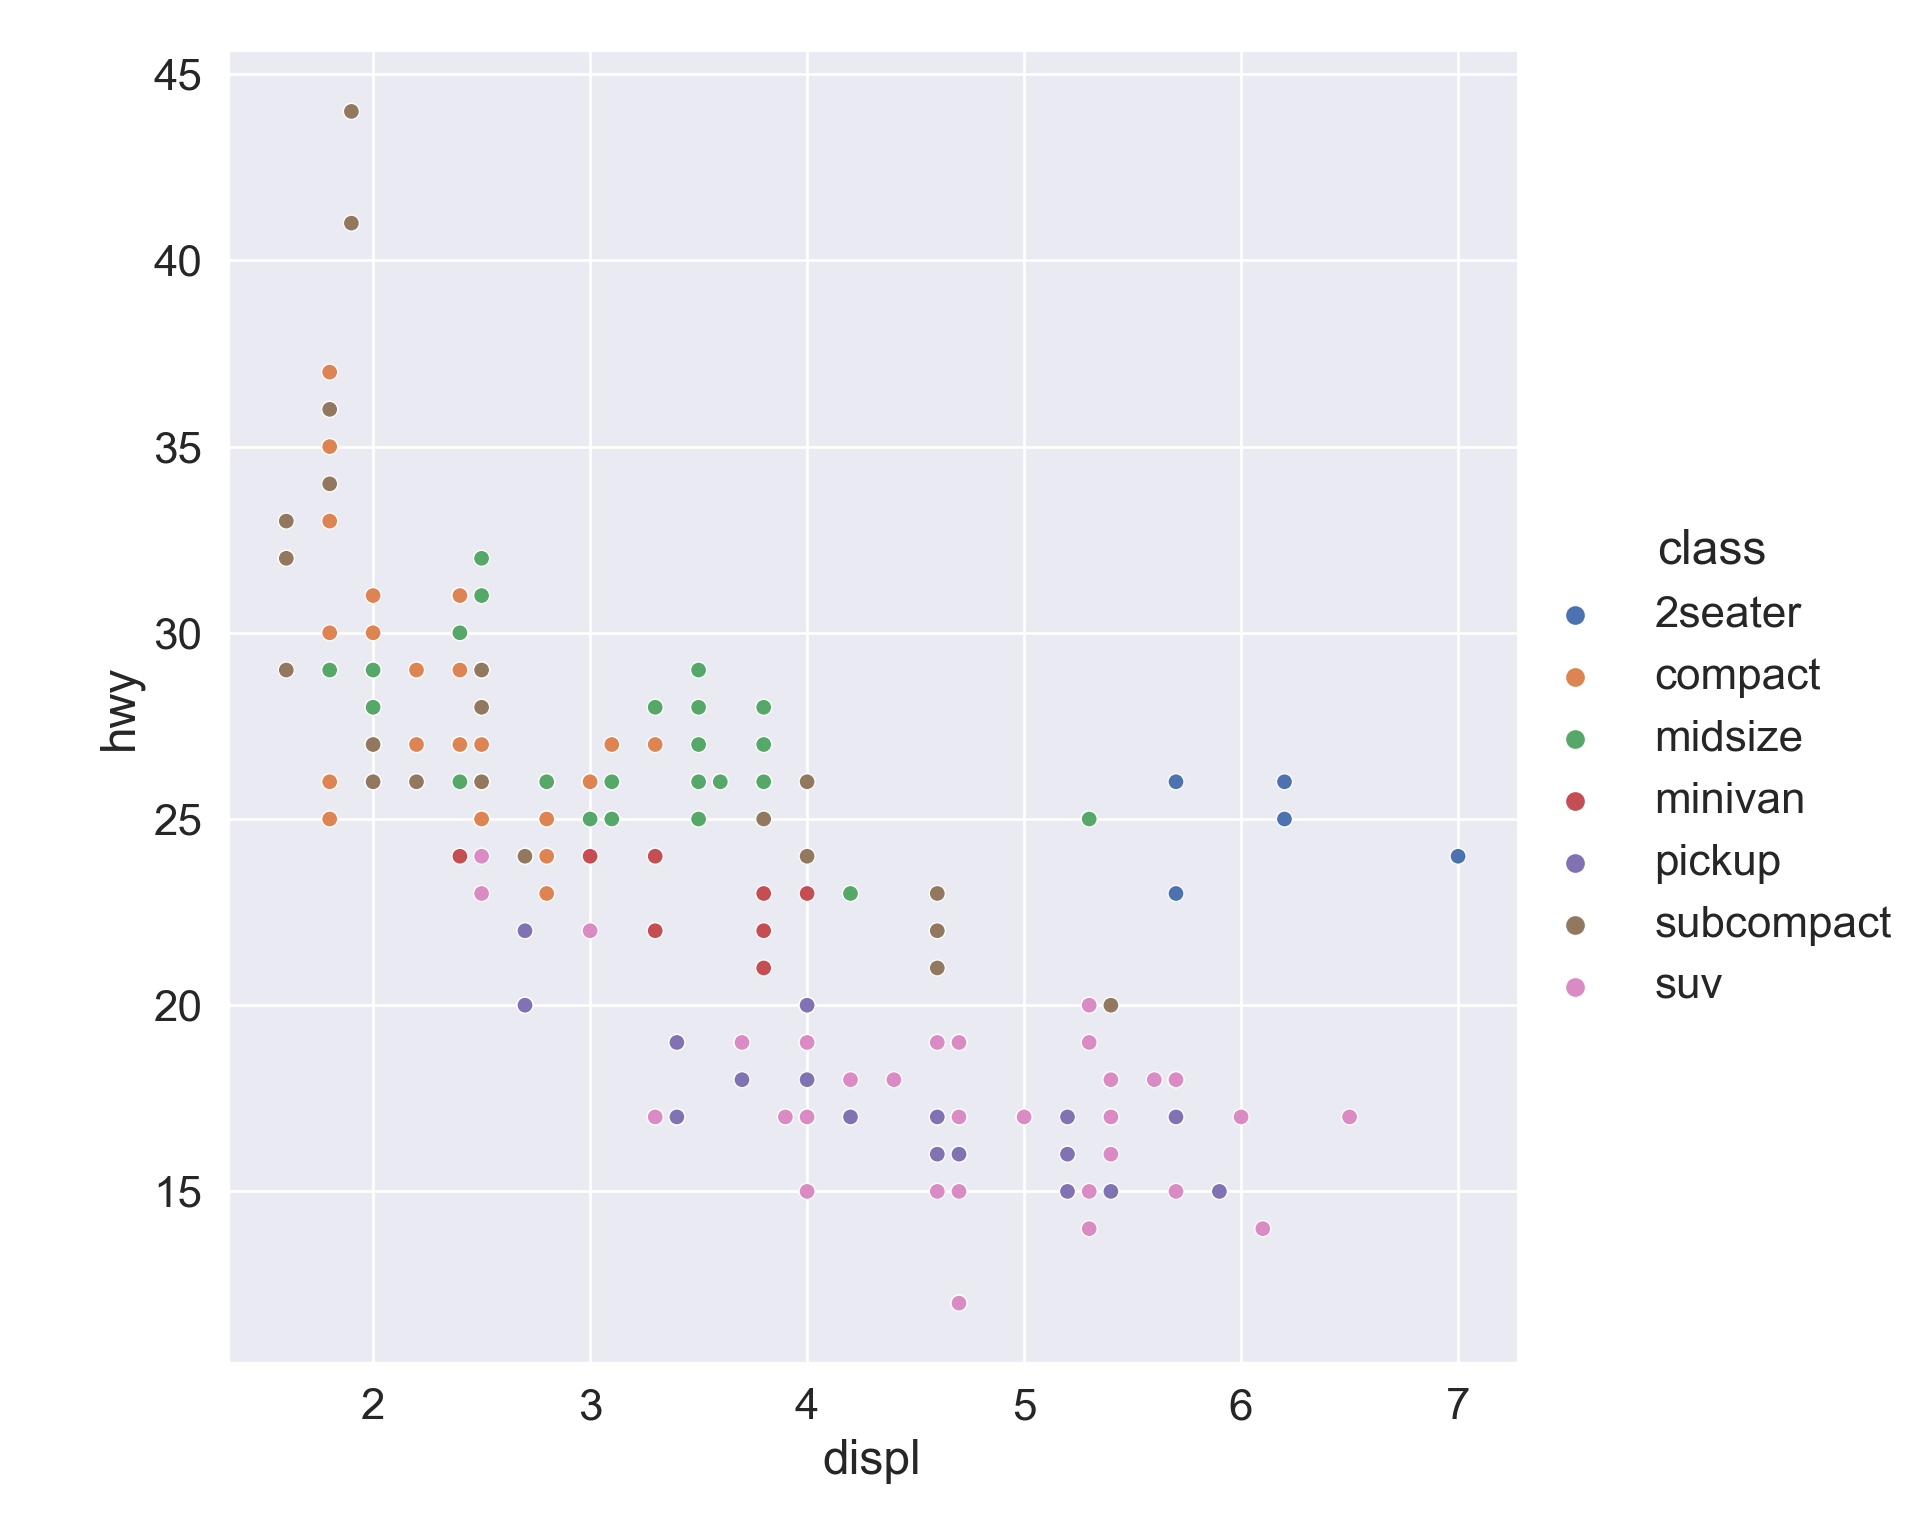 45
40
35
30
25
20
15
hwy
2 3 4 5 6 7
displ
class
2seater
compact
midsize
minivan
pickup
subcompact
suv